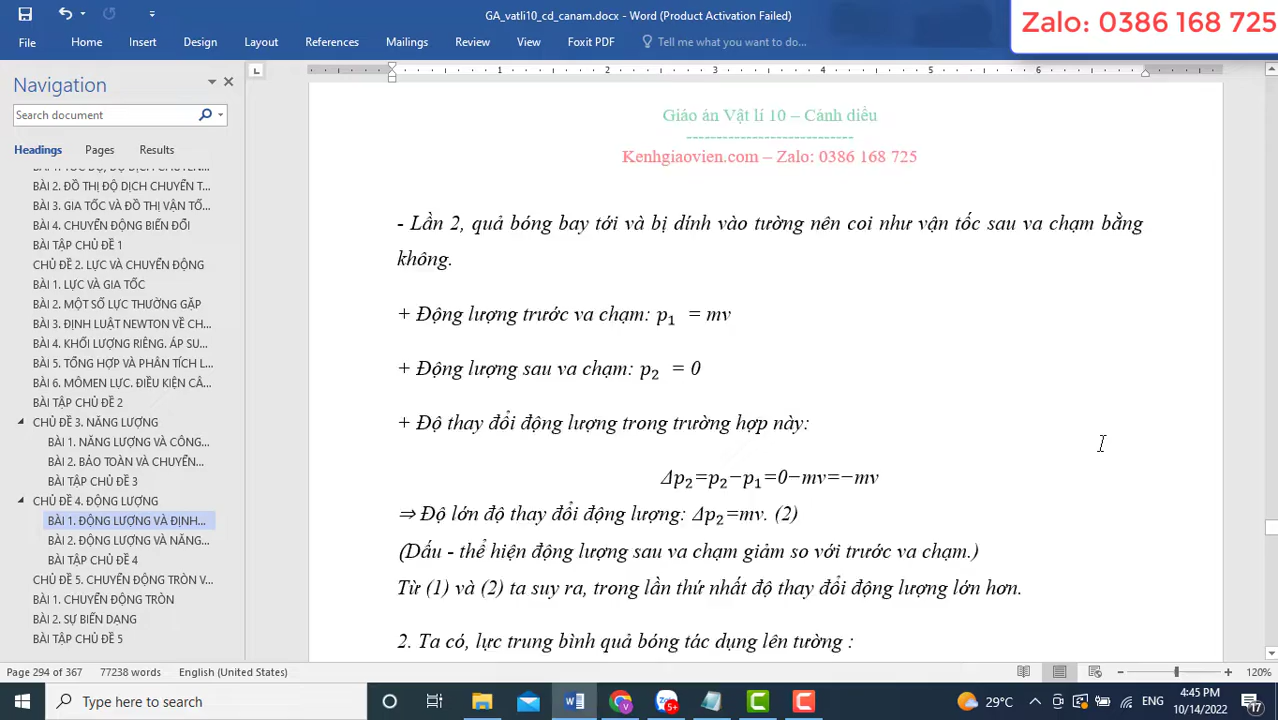 GA_vatli10_cd_canam.docx - Word (Product Activation Failed)
Zalo: 0386 168 725
File Home Insert Design Layout References Mailings Review View Foxit PDF Tell me what you want to do...
Navigation
Search document
Headings Pages Results
BÀI 2. ĐỒ THỊ ĐỘ DỊCH CHUYỂN T...
BÀI 3. GIA TỐC VÀ ĐỒ THỊ VẬN TỐ...
BÀI 4. CHUYỂN ĐỘNG BIẾN ĐỔI
BÀI TẬP CHỦ ĐỀ 1
CHỦ ĐỀ 2. LỰC VÀ CHUYỂN ĐỘNG
BÀI 1. LỰC VÀ GIA TỐC
BÀI 2. MỘT SỐ LỰC THƯỜNG GẶP
BÀI 3. ĐỊNH LUẬT NEWTON VỀ CH...
BÀI 4. KHỐI LƯỢNG RIÊNG. ÁP SU...
BÀI 5. TỔNG HỢP VÀ PHÂN TÍCH L...
BÀI 6. MÔMEN LỰC. ĐIỀU KIỆN CÂ...
BÀI TẬP CHỦ ĐỀ 2
CHỦ ĐỀ 3. NĂNG LƯỢNG
BÀI 1. NĂNG LƯỢNG VÀ CÔNG...
BÀI 2. BẢO TOÀN VÀ CHUYỂN...
BÀI TẬP CHỦ ĐỀ 3
CHỦ ĐỀ 4. ĐỘNG LƯỢNG
BÀI 1. ĐỘNG LƯỢNG VÀ ĐỊNH...
BÀI 2. ĐỘNG LƯỢNG VÀ NĂNG...
BÀI TẬP CHỦ ĐỀ 4
CHỦ ĐỀ 5. CHUYỂN ĐỘNG TRÒN V...
BÀI 1. CHUYỂN ĐỘNG TRÒN
BÀI 2. SỰ BIẾN DẠNG
BÀI TẬP CHỦ ĐỀ 5
1 2 3 4 5 6
Giáo án Vật lí 10 – Cánh diều
----------------------------
Kenhgiaovien.com – Zalo: 0386 168 725
- Lần 2, quả bóng bay tới và bị dính vào tường nên coi như vận tốc sau va chạm bằng
không.
+ Động lượng trước va chạm: p₁ = mv
+ Động lượng sau va chạm: p₂ = 0
+ Độ thay đổi động lượng trong trường hợp này:
Δp₂=p₂−p₁=0−mv=−mv
⇒ Độ lớn độ thay đổi động lượng: Δp₂=mv. (2)
(Dấu - thể hiện động lượng sau va chạm giảm so với trước va chạm.)
Từ (1) và (2) ta suy ra, trong lần thứ nhất độ thay đổi động lượng lớn hơn.
2. Ta có, lực trung bình quả bóng tác dụng lên tường :
Page 294 of 367 77238 words English (United States) 120%
Type here to search
29°C ENG
4:45 PM
10/14/2022
17